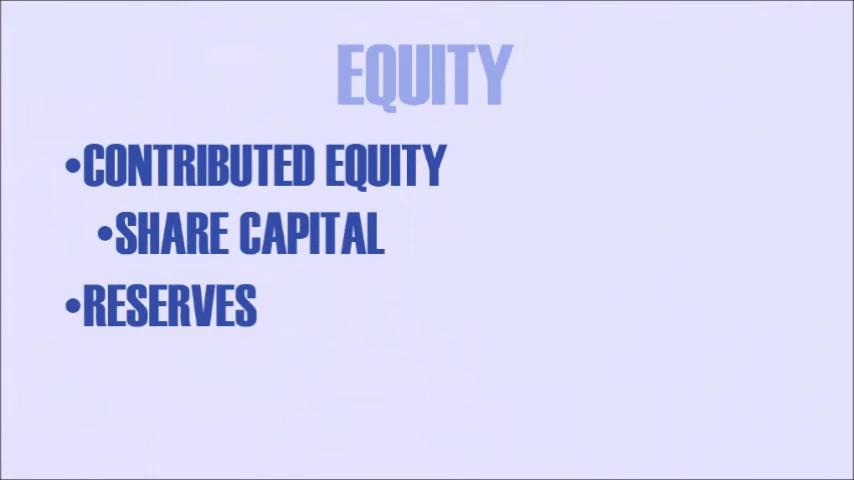 EQUITY
•CONTRIBUTED EQUITY
•SHARE CAPITAL
•RESERVES